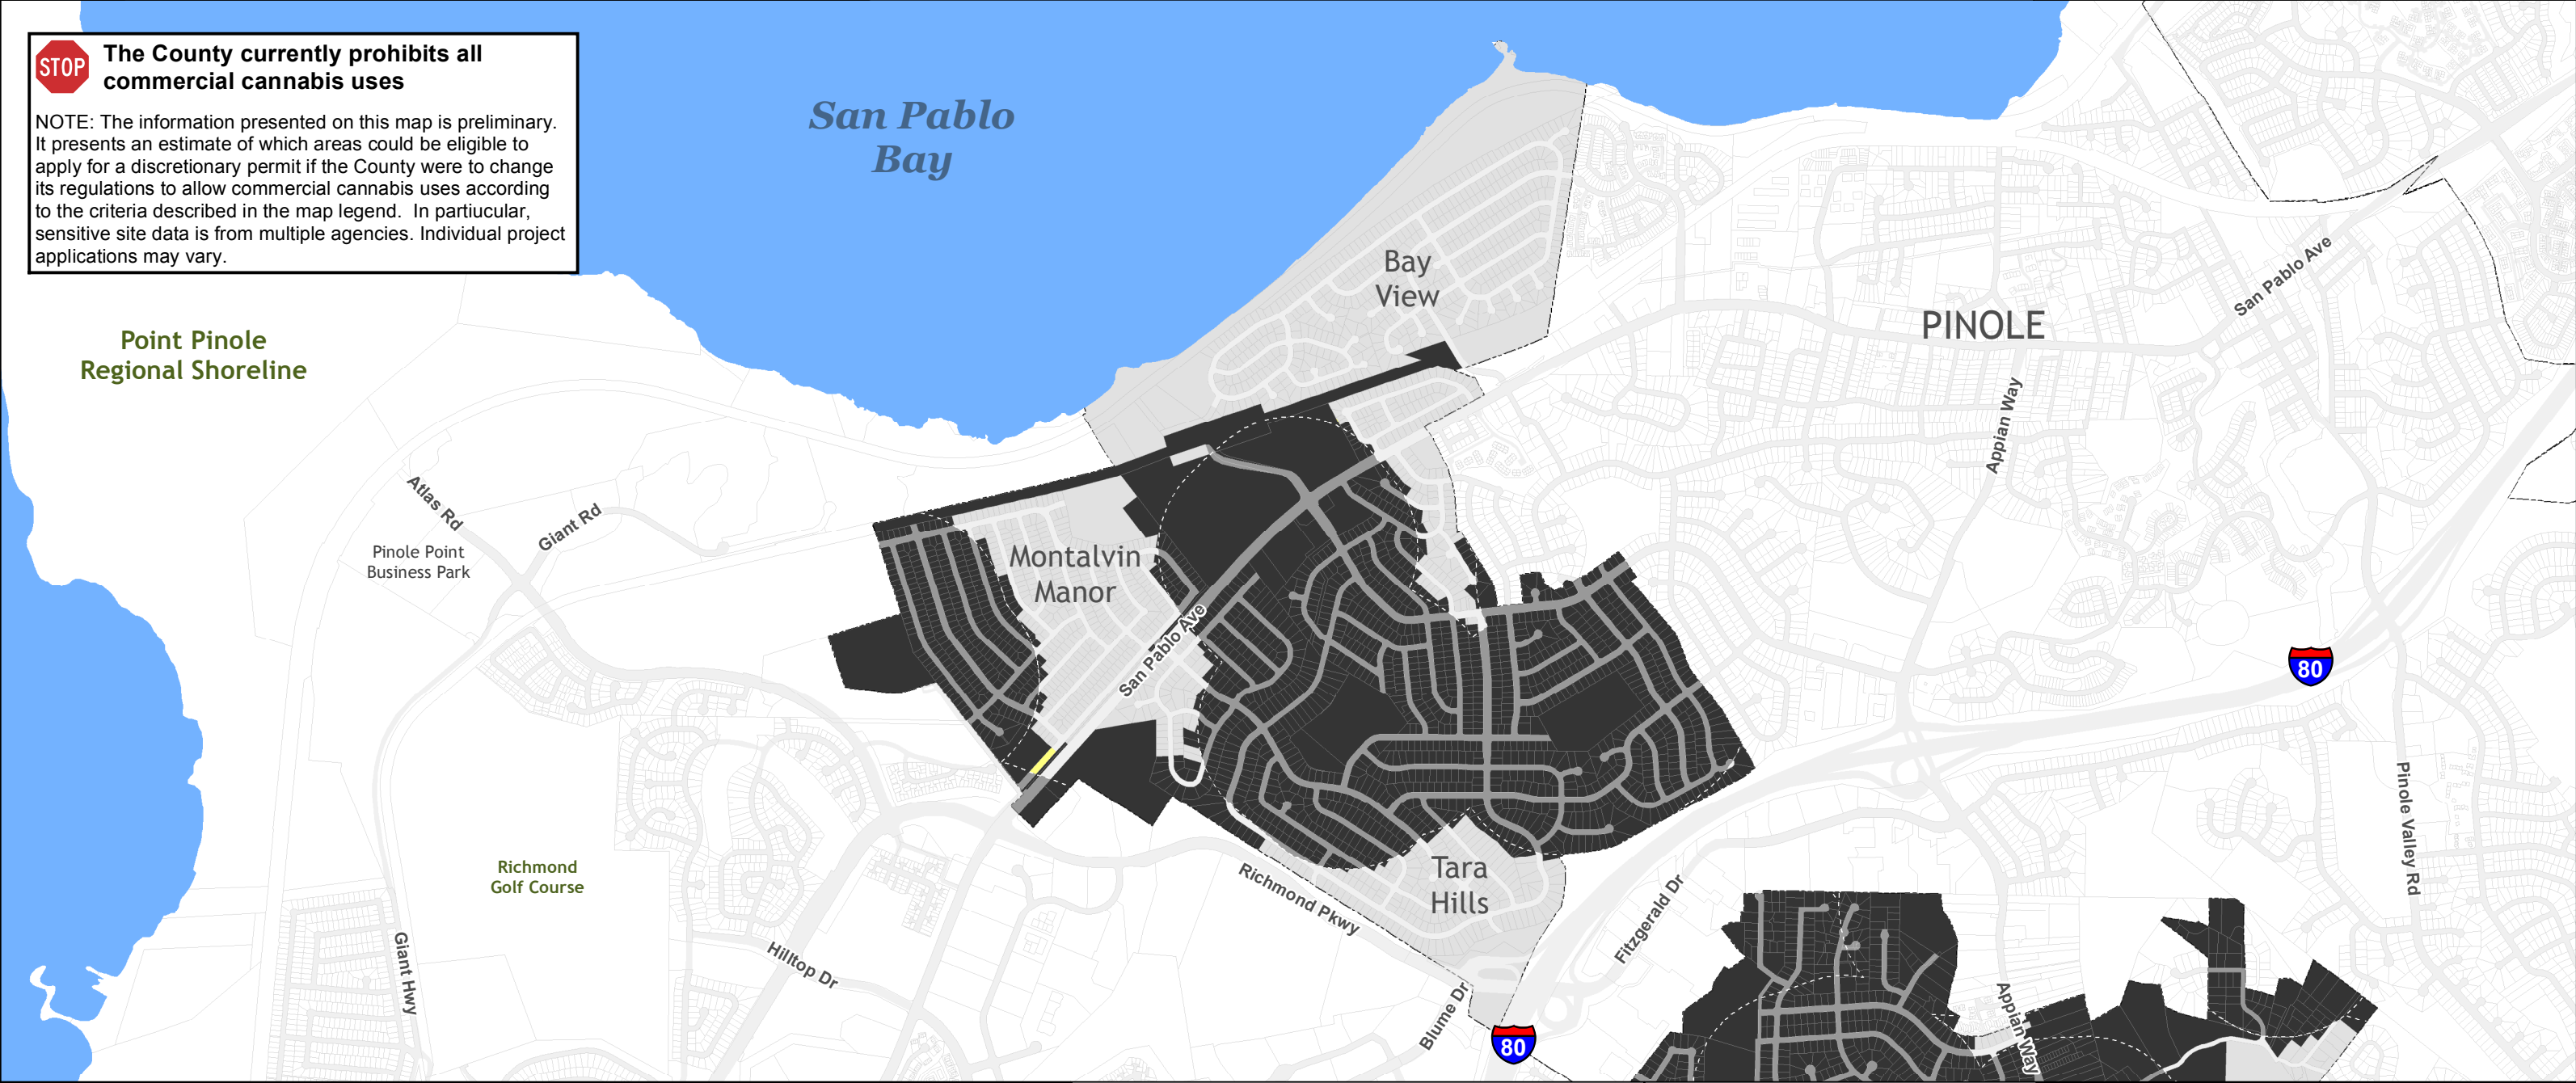 STOP
The County currently prohibits all
commercial cannabis uses
NOTE: The information presented on this map is preliminary.
It presents an estimate of which areas could be eligible to
apply for a discretionary permit if the County were to change
its regulations to allow commercial cannabis uses according
to the criteria described in the map legend. In partiucular,
sensitive site data is from multiple agencies. Individual project
applications may vary.
San Pablo
Bay
Bay
View
PINOLE
San Pablo Ave
Point Pinole
Regional Shoreline
Appian Way
Atlas Rd
Giant Rd
Pinole Point
Business Park
Montalvin
Manor
San Pablo Ave
80
Pinole Valley Rd
Richmond
Golf Course
Tara
Hills
Richmond Pkwy
Fitzgerald Dr
Giant Hwy
Hilltop Dr
Blume Dr
80
Appian Way